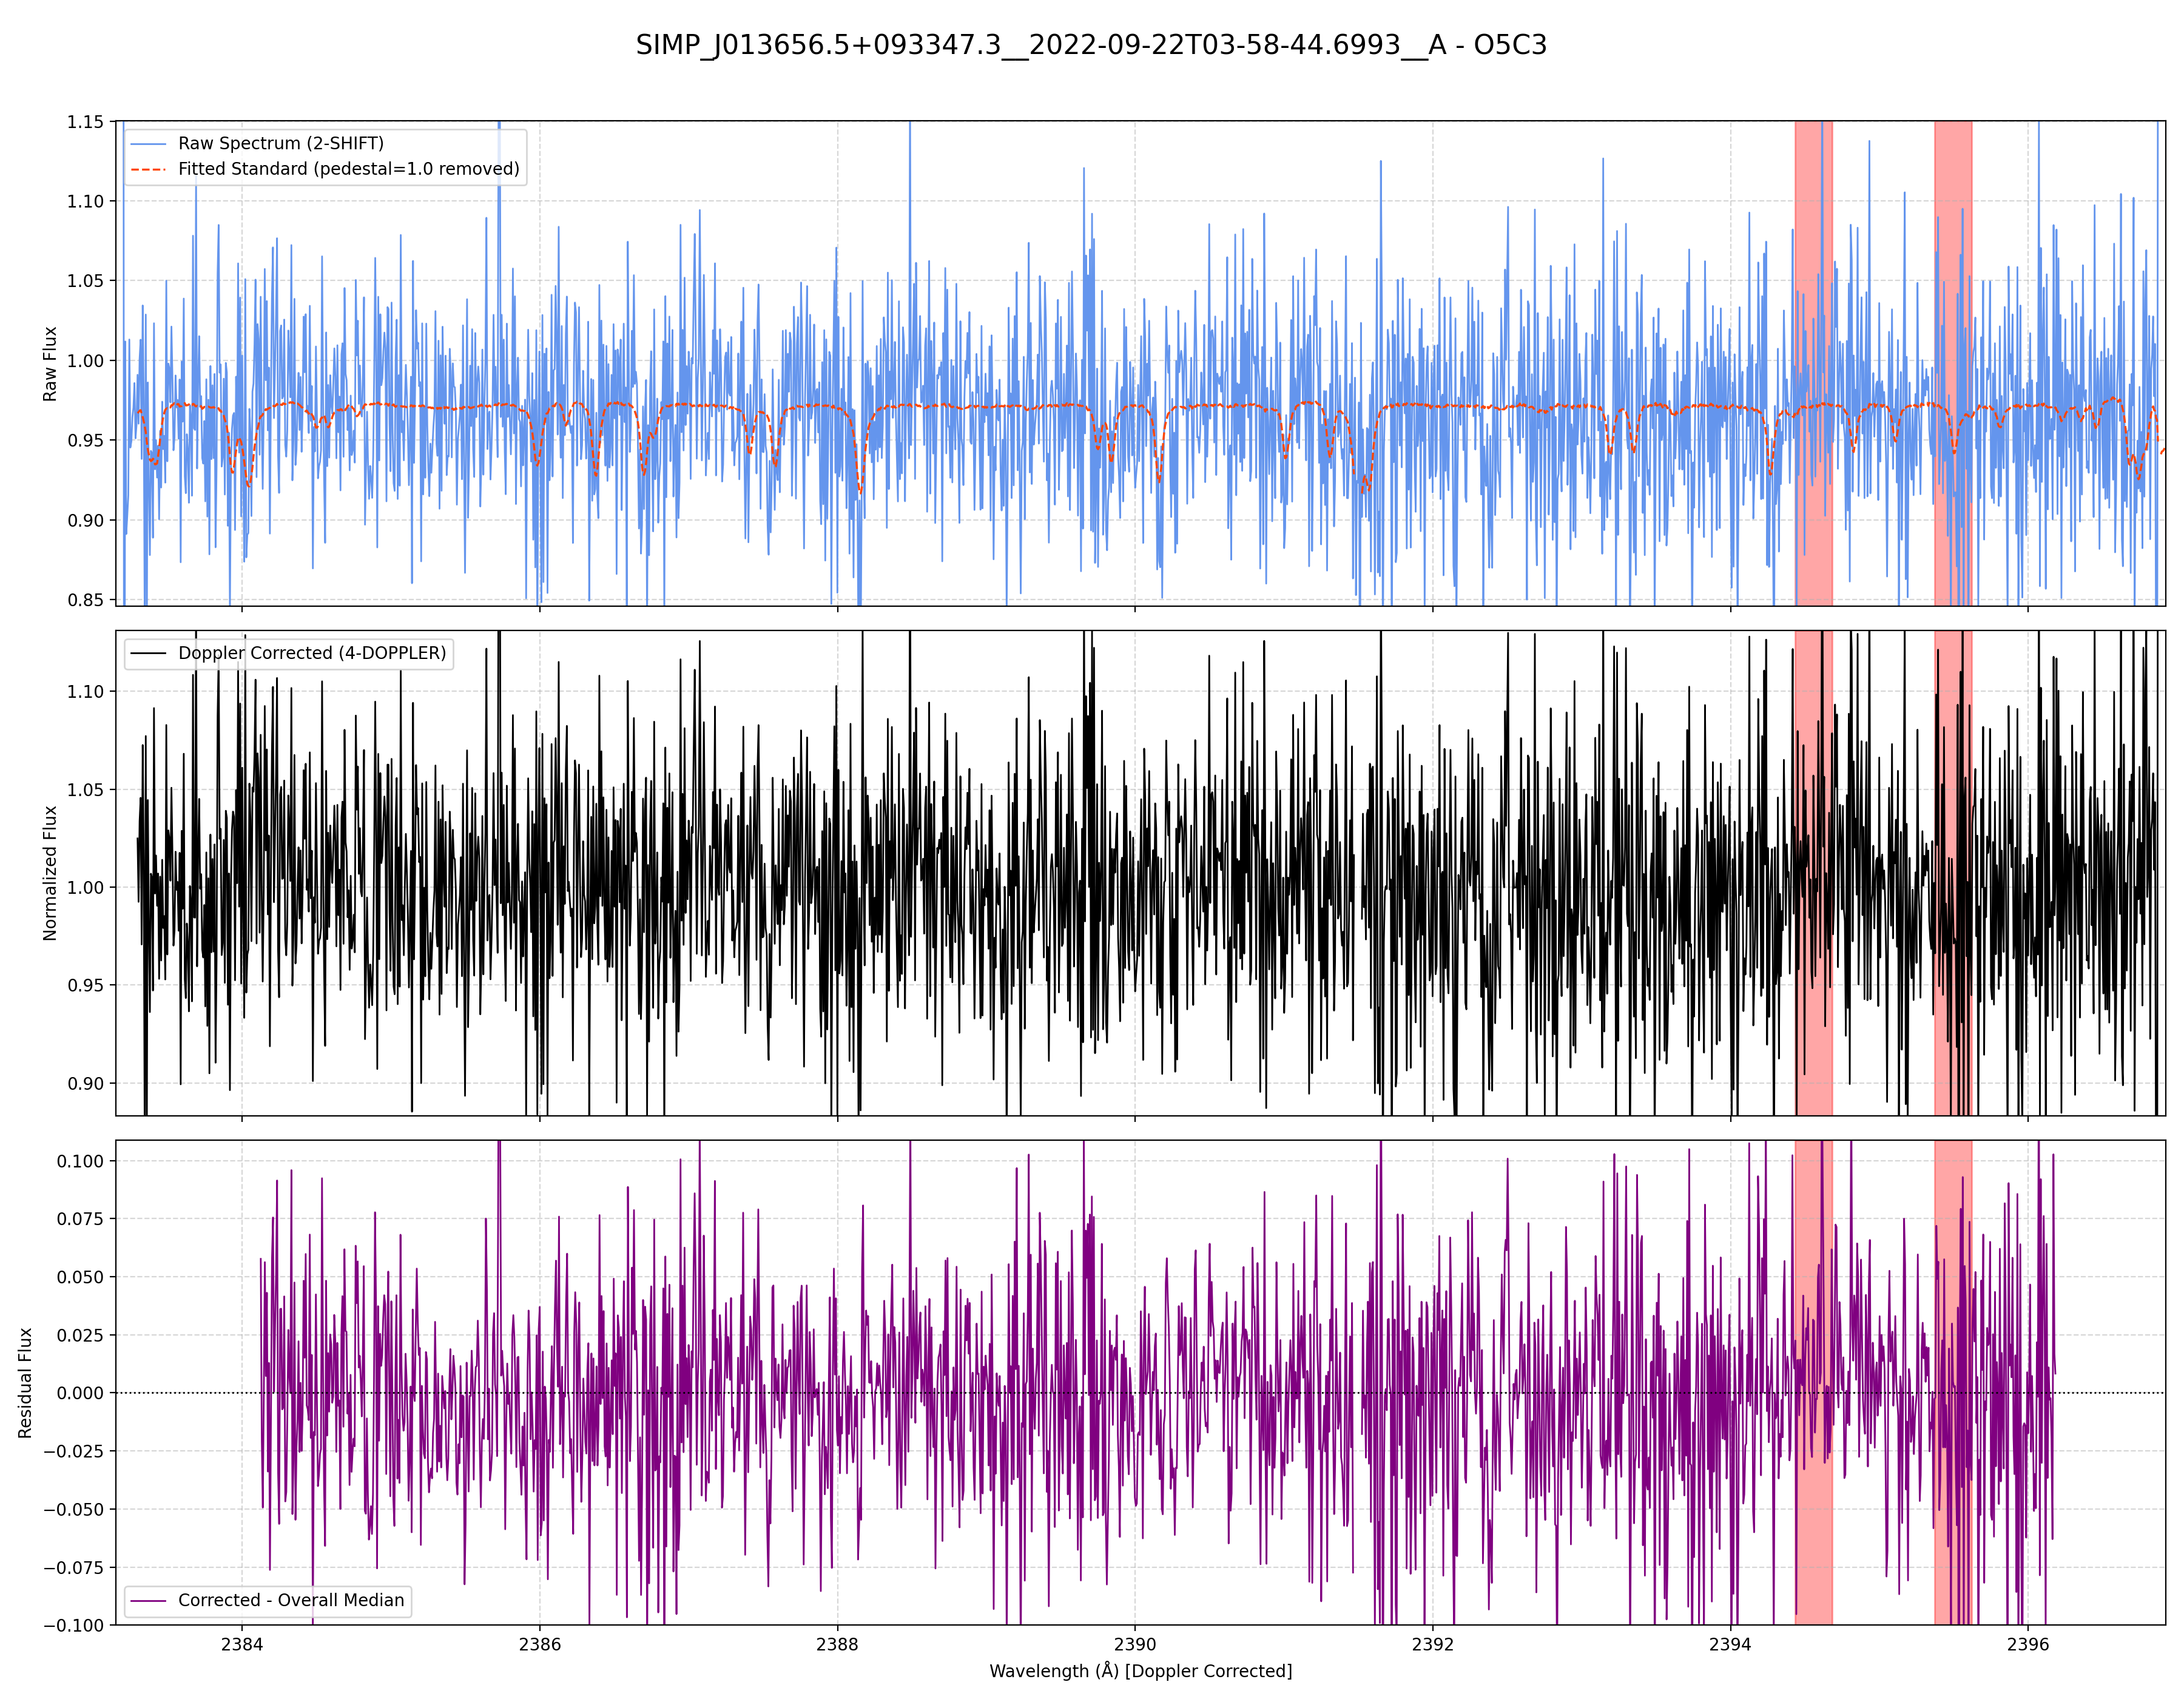 SIMP_J013656.5+093347.3__2022-09-22T03-58-44.6993__A - O5C3
Raw Flux
1.15
1.10
1.05
1.00
0.95
0.90
0.85
Raw Spectrum (2-SHIFT)
Fitted Standard (pedestal=1.0 removed)
Normalized Flux
1.10
1.05
1.00
0.95
0.90
Doppler Corrected (4-DOPPLER)
Residual Flux
0.100
0.075
0.050
0.025
0.000
−0.025
−0.050
−0.075
−0.100
Corrected - Overall Median
2384 2386 2388 2390 2392 2394 2396
Wavelength (Å) [Doppler Corrected]